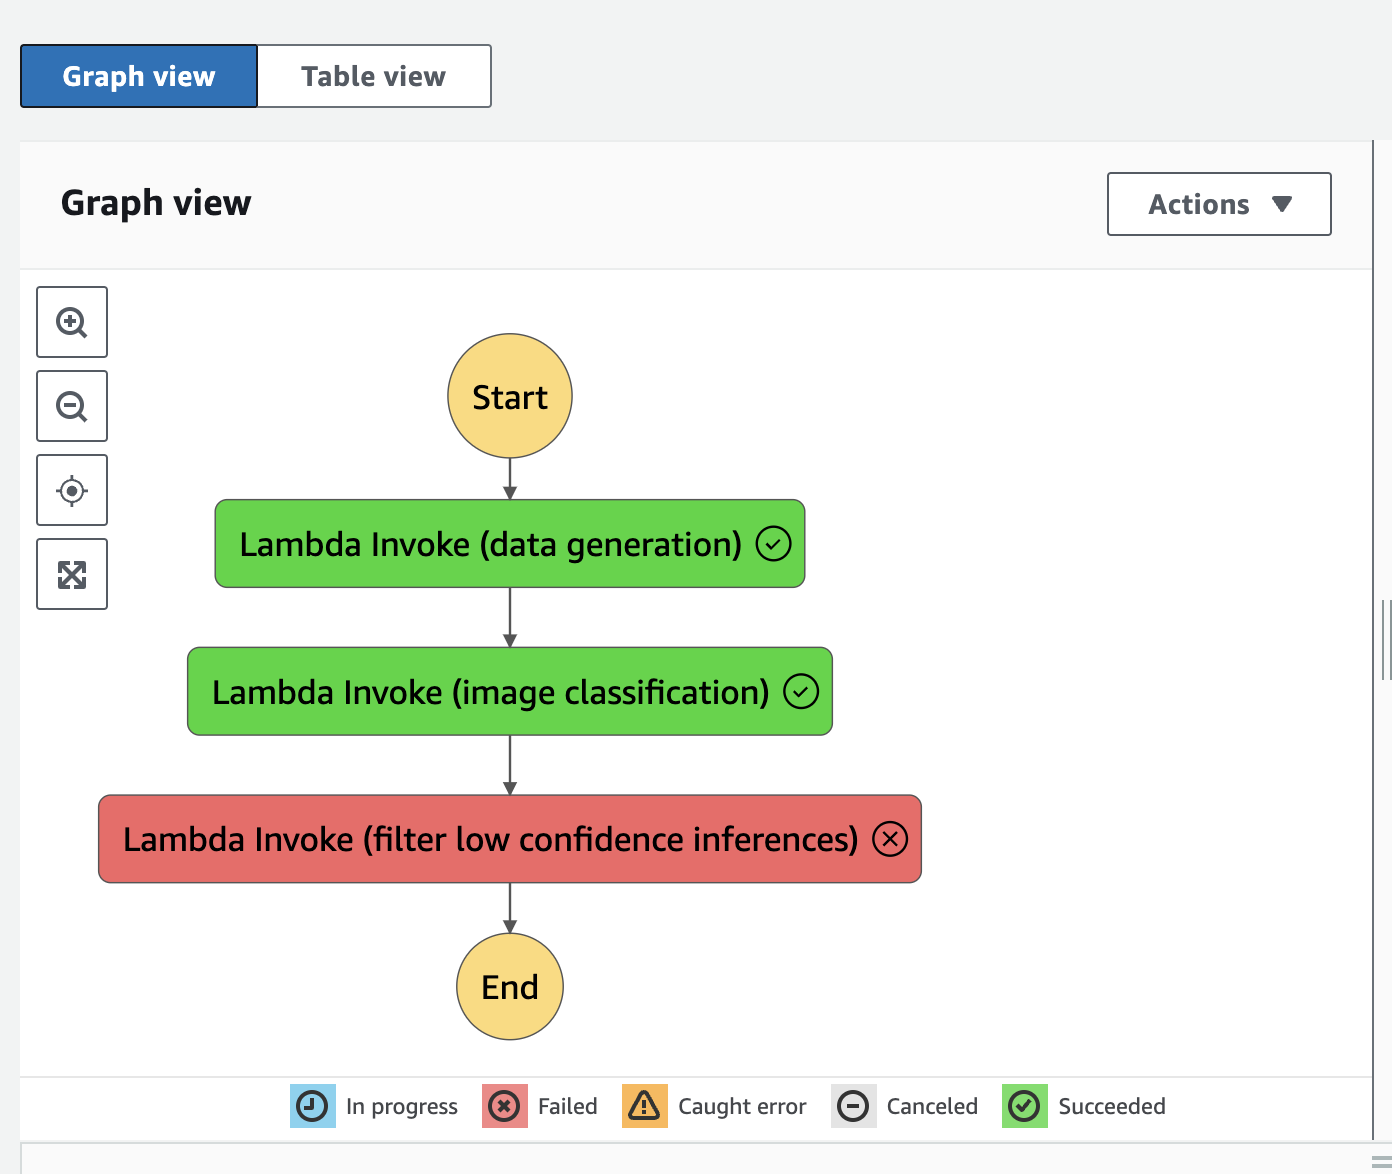 Graph view
Table view
Graph view
Actions
Start
Lambda Invoke (data generation)
Lambda Invoke (image classification)
Lambda Invoke (filter low confidence inferences)
End
In progress
Failed
Caught error
Canceled
Succeeded